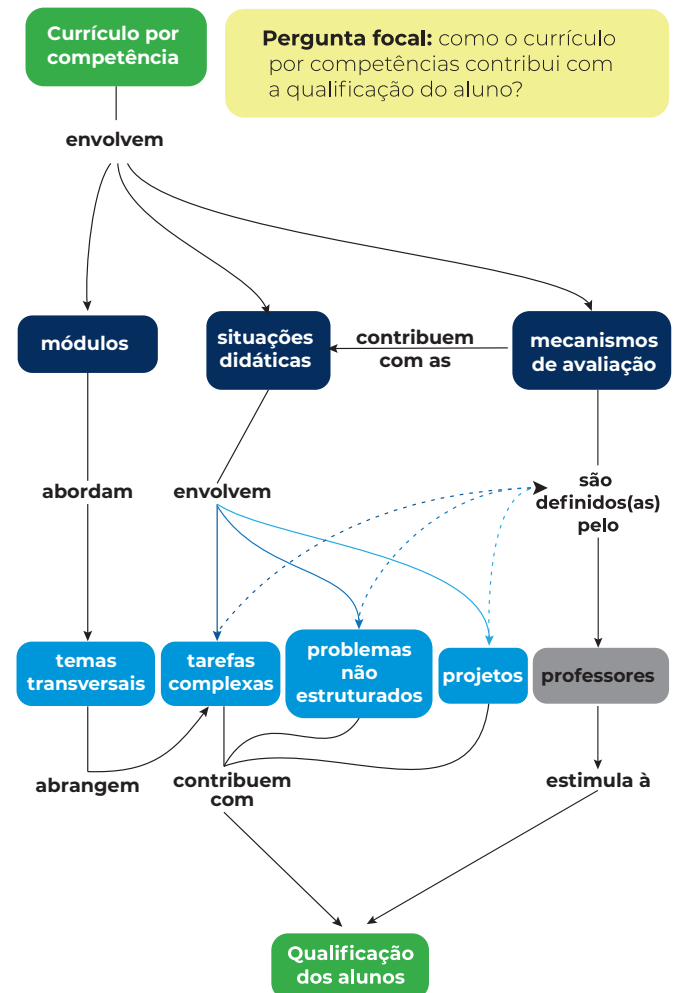 Currículo por
competência
Pergunta focal: como o currículo
por competências contribui com
a qualificação do aluno?
envolvem
módulos
situações
didáticas
contribuem
com as
mecanismos
de avaliação
abordam
envolvem
são
definidos(as)
pelo
temas
transversais
tarefas
complexas
problemas
não
estruturados
projetos
professores
abrangem
contribuem
com
estimula à
Qualificação
dos alunos